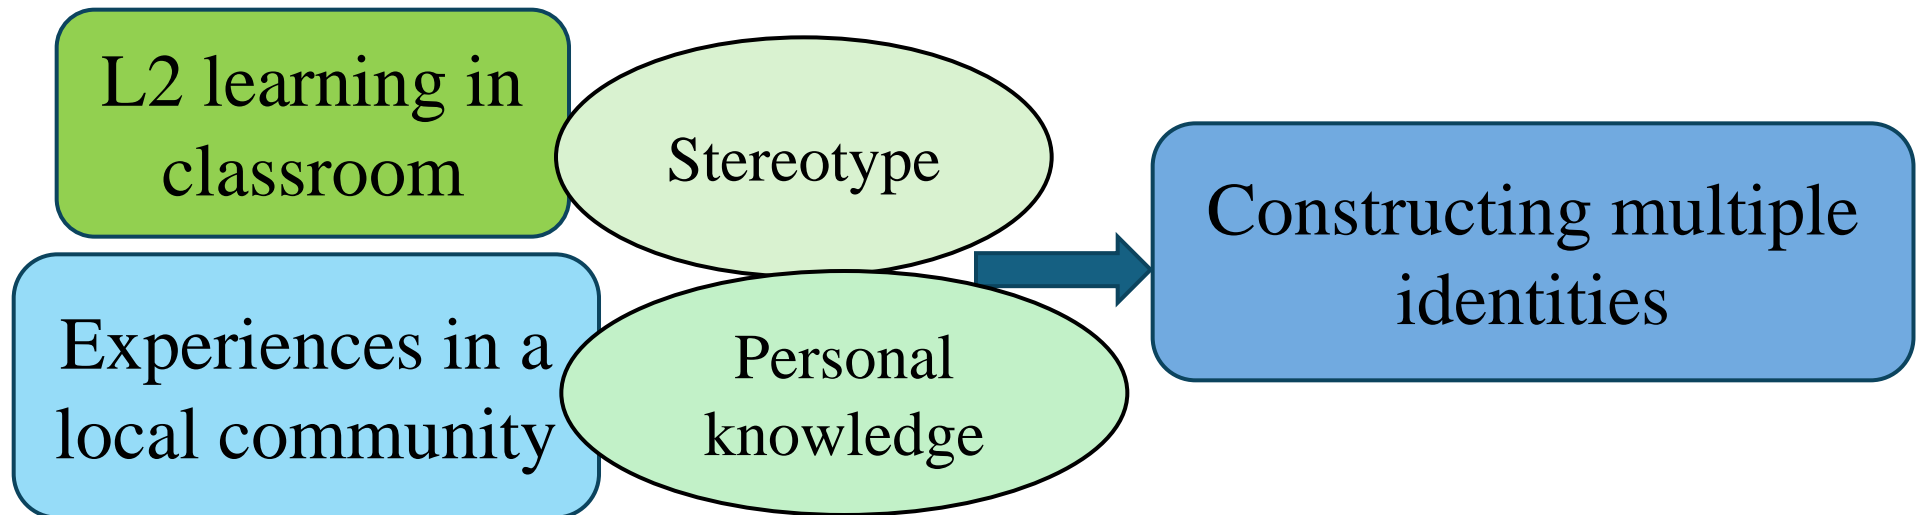 L2 learning in
classroom
Stereotype
Experiences in a
local community
Personal
knowledge
Constructing multiple
identities